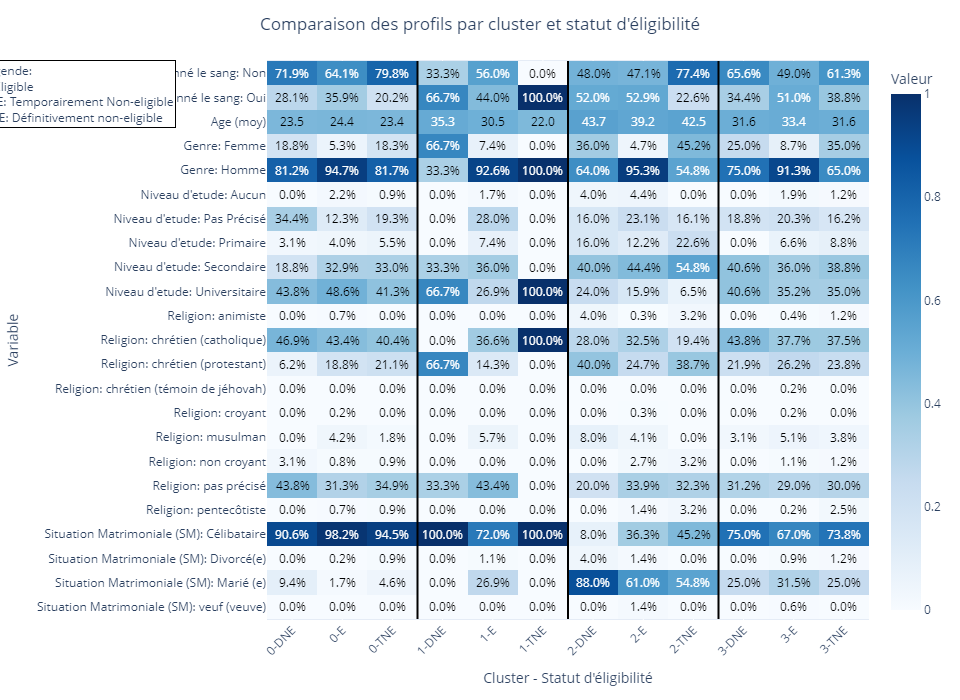 Comparaison des profils par cluster et statut d'éligibilité
ende:
ligible
E: Temporairement Non-eligible
E: Définitivement non-eligible
né le sang: Non 71.9% 64.1% 79.8% 33.3% 56.0% 0.0% 48.0% 47.1% 77.4% 65.6% 49.0% 61.3%
né le sang: Oui 28.1% 35.9% 20.2% 66.7% 44.0% 100.0% 52.0% 52.9% 22.6% 34.4% 51.0% 38.8%
Age (moy) 23.5 24.4 23.4 35.3 30.5 22.0 43.7 39.2 42.5 31.6 33.4 31.6
Genre: Femme 18.8% 5.3% 18.3% 66.7% 7.4% 0.0% 36.0% 4.7% 45.2% 25.0% 8.7% 35.0%
Genre: Homme 81.2% 94.7% 81.7% 33.3% 92.6% 100.0% 64.0% 95.3% 54.8% 75.0% 91.3% 65.0%
Niveau d'etude: Aucun 0.0% 2.2% 0.9% 0.0% 1.7% 0.0% 4.0% 4.4% 0.0% 0.0% 1.9% 1.2%
Niveau d'etude: Pas Précisé 34.4% 12.3% 19.3% 0.0% 28.0% 0.0% 16.0% 23.1% 16.1% 18.8% 20.3% 16.2%
Niveau d'etude: Primaire 3.1% 4.0% 5.5% 0.0% 7.4% 0.0% 16.0% 12.2% 22.6% 0.0% 6.6% 8.8%
Niveau d'etude: Secondaire 18.8% 32.9% 33.0% 33.3% 36.0% 0.0% 40.0% 44.4% 54.8% 40.6% 36.0% 38.8%
Niveau d'etude: Universitaire 43.8% 48.6% 41.3% 66.7% 26.9% 100.0% 24.0% 15.9% 6.5% 40.6% 35.2% 35.0%
Religion: animiste 0.0% 0.7% 0.0% 0.0% 0.0% 0.0% 4.0% 0.3% 3.2% 0.0% 0.4% 1.2%
Religion: chrétien (catholique) 46.9% 43.4% 40.4% 0.0% 36.6% 100.0% 28.0% 32.5% 19.4% 43.8% 37.7% 37.5%
Religion: chrétien (protestant) 6.2% 18.8% 21.1% 66.7% 14.3% 0.0% 40.0% 24.7% 38.7% 21.9% 26.2% 23.8%
Religion: chrétien (témoin de jéhovah) 0.0% 0.0% 0.0% 0.0% 0.0% 0.0% 0.0% 0.0% 0.0% 0.0% 0.2% 0.0%
Religion: croyant 0.0% 0.2% 0.0% 0.0% 0.0% 0.0% 0.0% 0.3% 0.0% 0.0% 0.2% 0.0%
Religion: musulman 0.0% 4.2% 1.8% 0.0% 5.7% 0.0% 8.0% 4.1% 0.0% 3.1% 5.1% 3.8%
Religion: non croyant 3.1% 0.8% 0.9% 0.0% 0.0% 0.0% 0.0% 2.7% 3.2% 0.0% 1.1% 1.2%
Religion: pas précisé 43.8% 31.3% 34.9% 33.3% 43.4% 0.0% 20.0% 33.9% 32.3% 31.2% 29.0% 30.0%
Religion: pentecôtiste 0.0% 0.7% 0.9% 0.0% 0.0% 0.0% 0.0% 1.4% 3.2% 0.0% 0.2% 2.5%
Situation Matrimoniale (SM): Célibataire 90.6% 98.2% 94.5% 100.0% 72.0% 100.0% 8.0% 36.3% 45.2% 75.0% 67.0% 73.8%
Situation Matrimoniale (SM): Divorcé(e) 0.0% 0.2% 0.9% 0.0% 1.1% 0.0% 4.0% 1.4% 0.0% 0.0% 0.9% 1.2%
Situation Matrimoniale (SM): Marié (e) 9.4% 1.7% 4.6% 0.0% 26.9% 0.0% 88.0% 61.0% 54.8% 25.0% 31.5% 25.0%
Situation Matrimoniale (SM): veuf (veuve) 0.0% 0.0% 0.0% 0.0% 0.0% 0.0% 0.0% 1.4% 0.0% 0.0% 0.6% 0.0%
0-DNE 0-E 0-TNE 1-DNE 1-E 1-TNE 2-DNE 2-E 2-TNE 3-DNE 3-E 3-TNE
Cluster - Statut d'éligibilité
Variable
Valeur
1
0.8
0.6
0.4
0.2
0